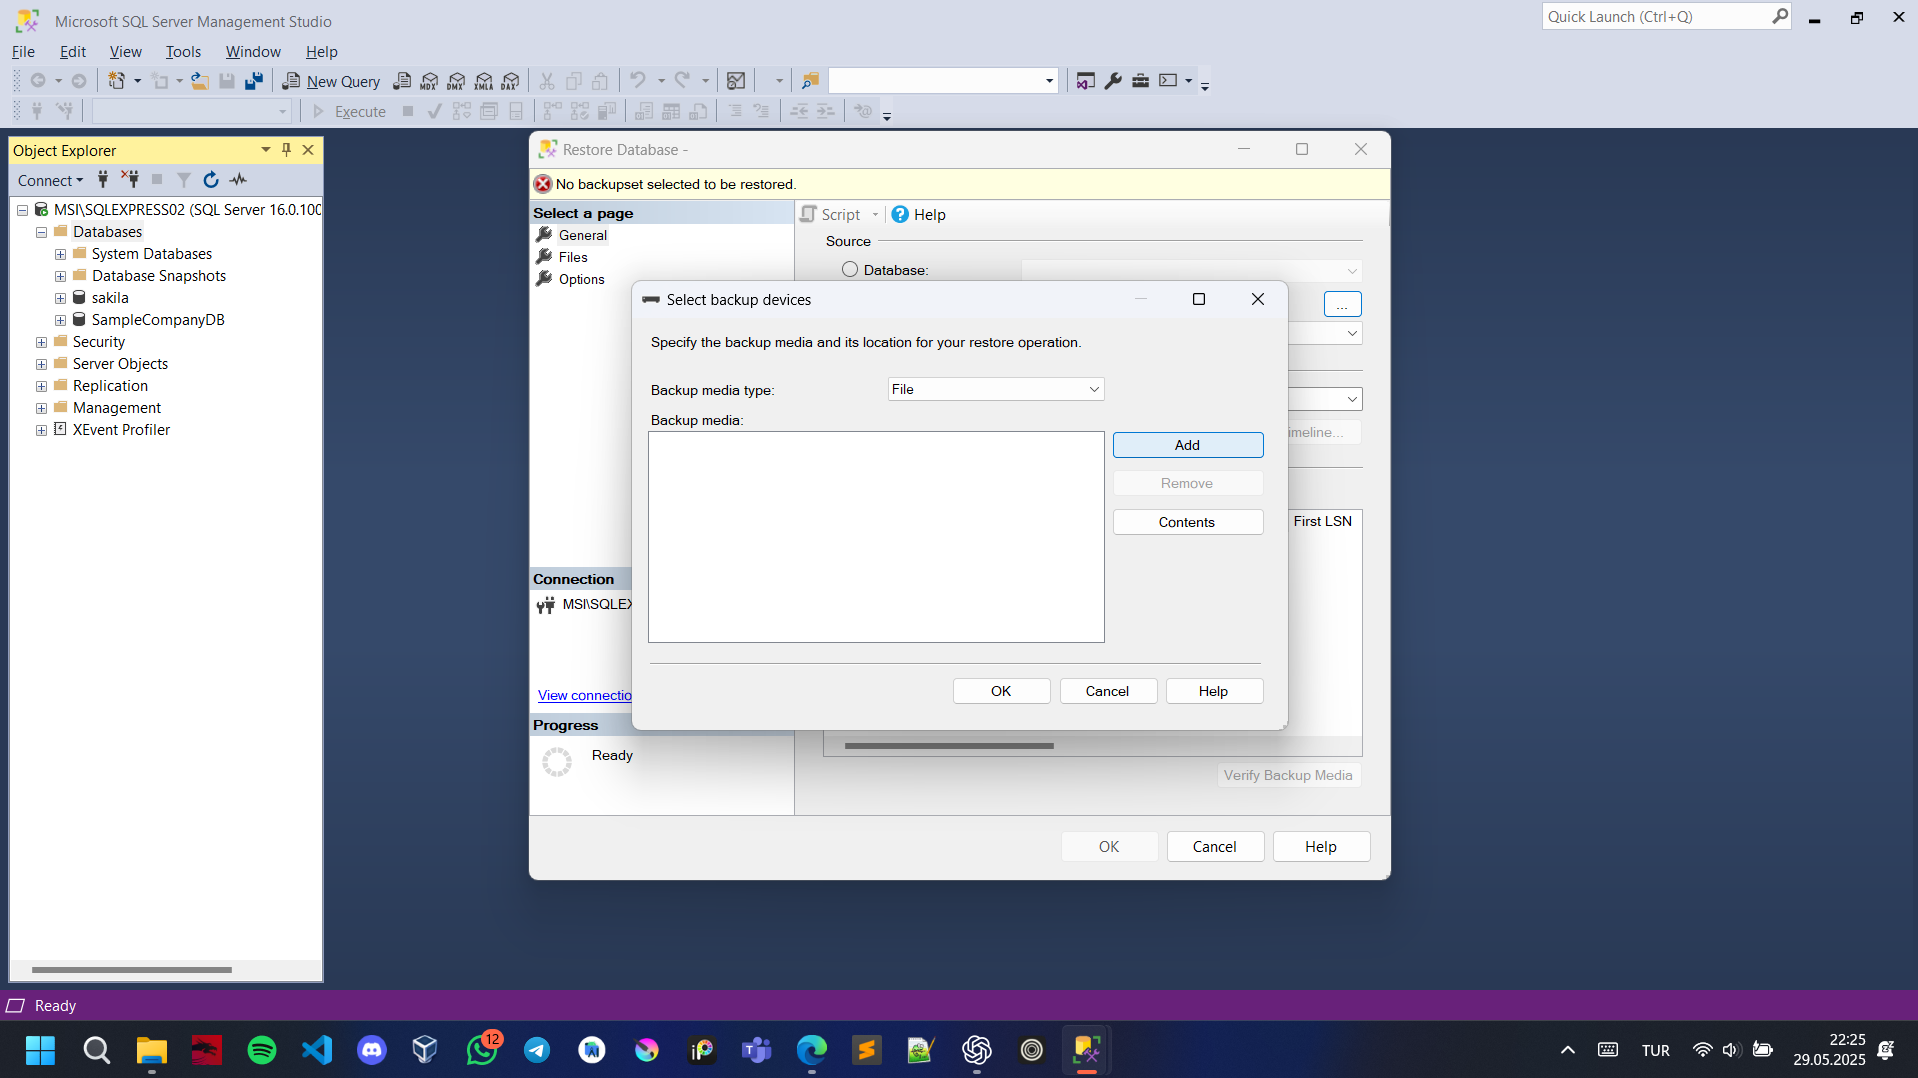 Microsoft SQL Server Management Studio
Quick Launch (Ctrl+Q)
File Edit View Tools Window Help
New Query
MDX DMX XMLA DAX
Execute
Object Explorer
Connect
MSI\SQLEXPRESS02 (SQL Server 16.0.100
Databases
System Databases
Database Snapshots
sakila
SampleCompanyDB
Security
Server Objects
Replication
Management
XEvent Profiler
Restore Database -
No backupset selected to be restored.
Select a page
General
Files
Options
Script
Help
Source
Database:
...
imeline...
First LSN
Select backup devices
Specify the backup media and its location for your restore operation.
Backup media type:
File
Backup media:
Add
Remove
Contents
OK Cancel Help
Connection
MSI\SQLEX
View connectio
Progress
Ready
Verify Backup Media
OK Cancel Help
Ready
12
TUR
22:25
29.05.2025